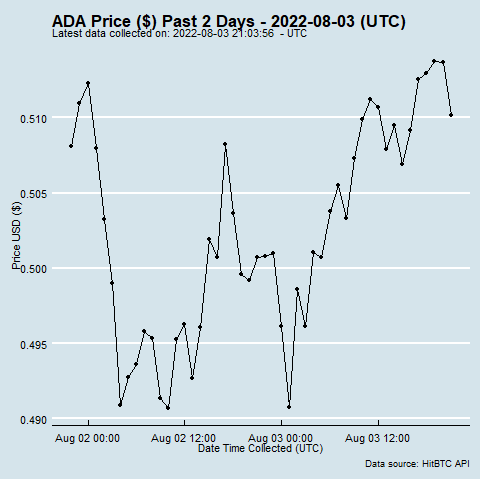 ADA Price ($) Past 2 Days - 2022-08-03 (UTC)
Latest data collected on: 2022-08-03 21:03:56 - UTC
0.510
0.505
0.500
0.495
0.490
Price USD ($)
Aug 02 00:00 Aug 02 12:00 Aug 03 00:00 Aug 03 12:00
Date Time Collected (UTC)
Data source: HitBTC API